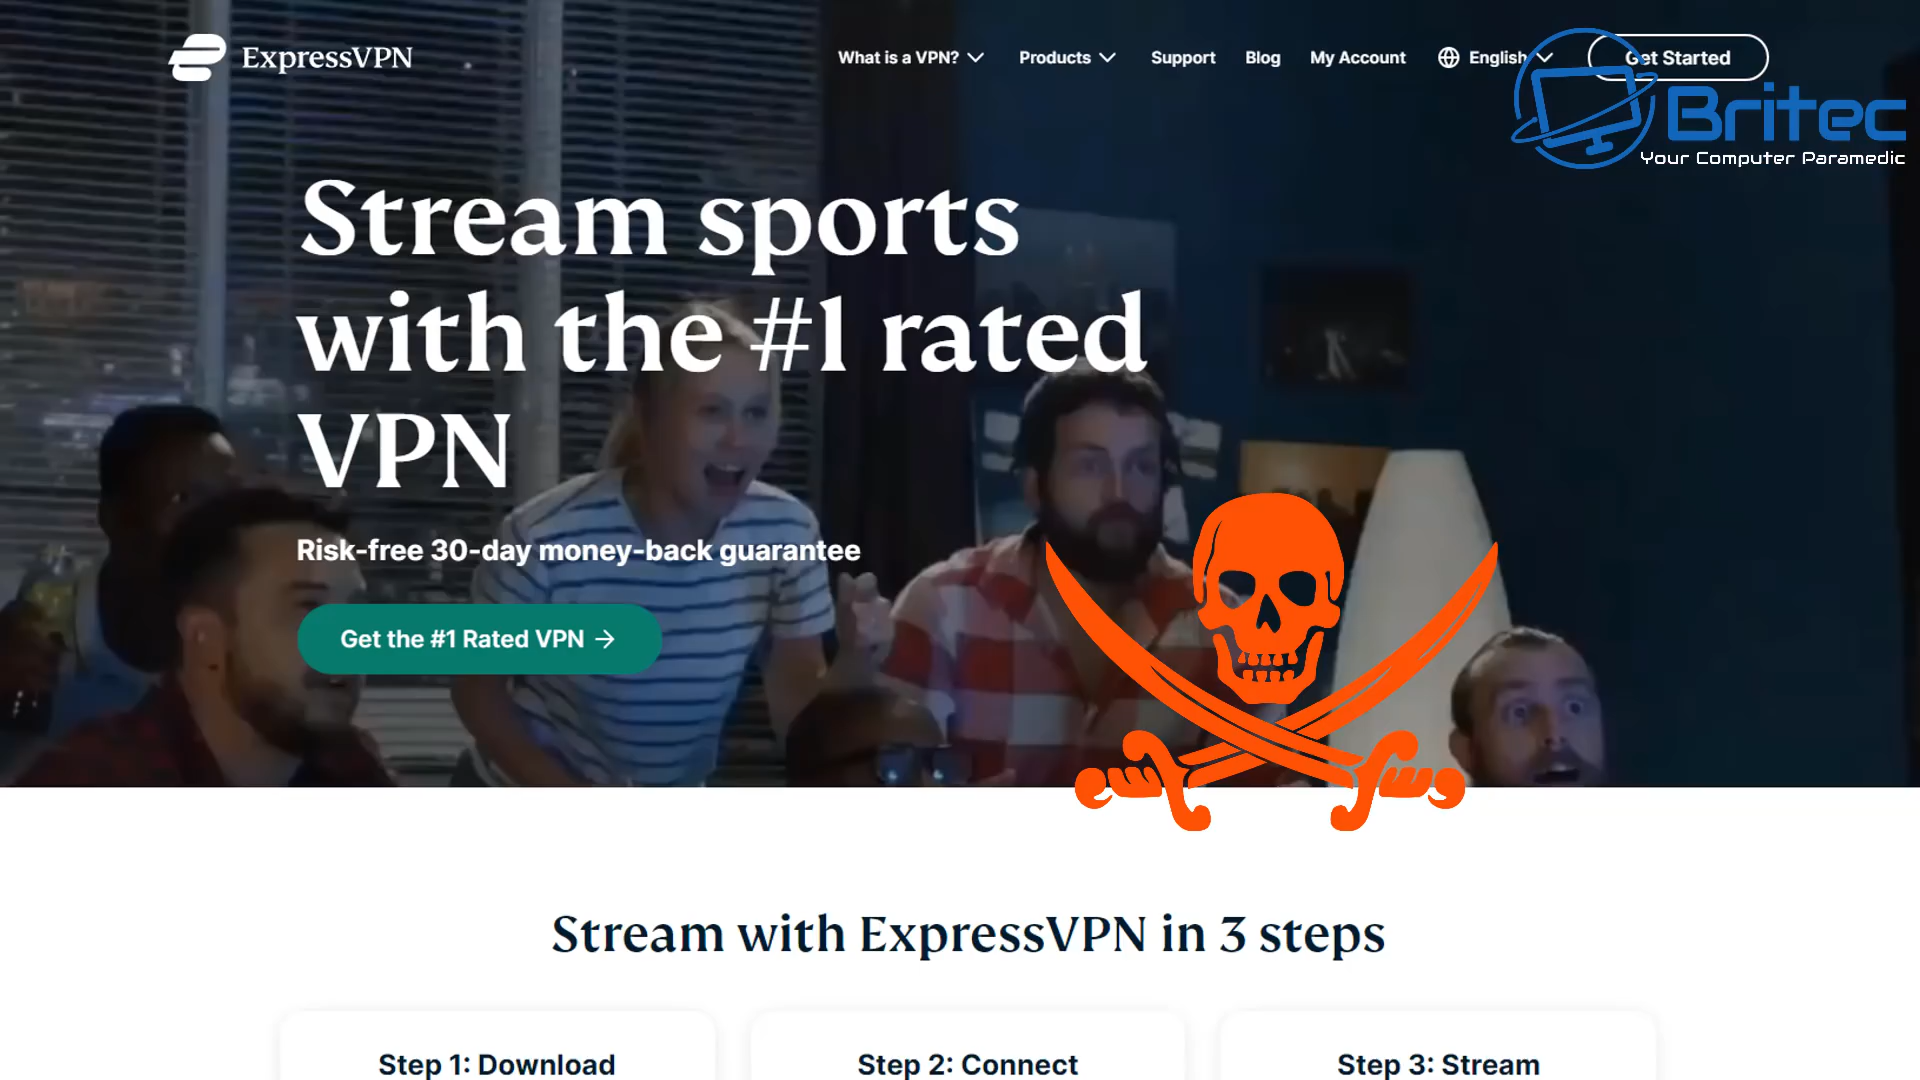 ExpressVPN
What is a VPN?
Products
Support
Blog
My Account
English
Get Started
Britec
Your Computer Paramedic
Stream sports
with the #1 rated
VPN
Risk-free 30-day money-back guarantee
Get the #1 Rated VPN →
Stream with ExpressVPN in 3 steps
Step 1: Download
Step 2: Connect
Step 3: Stream